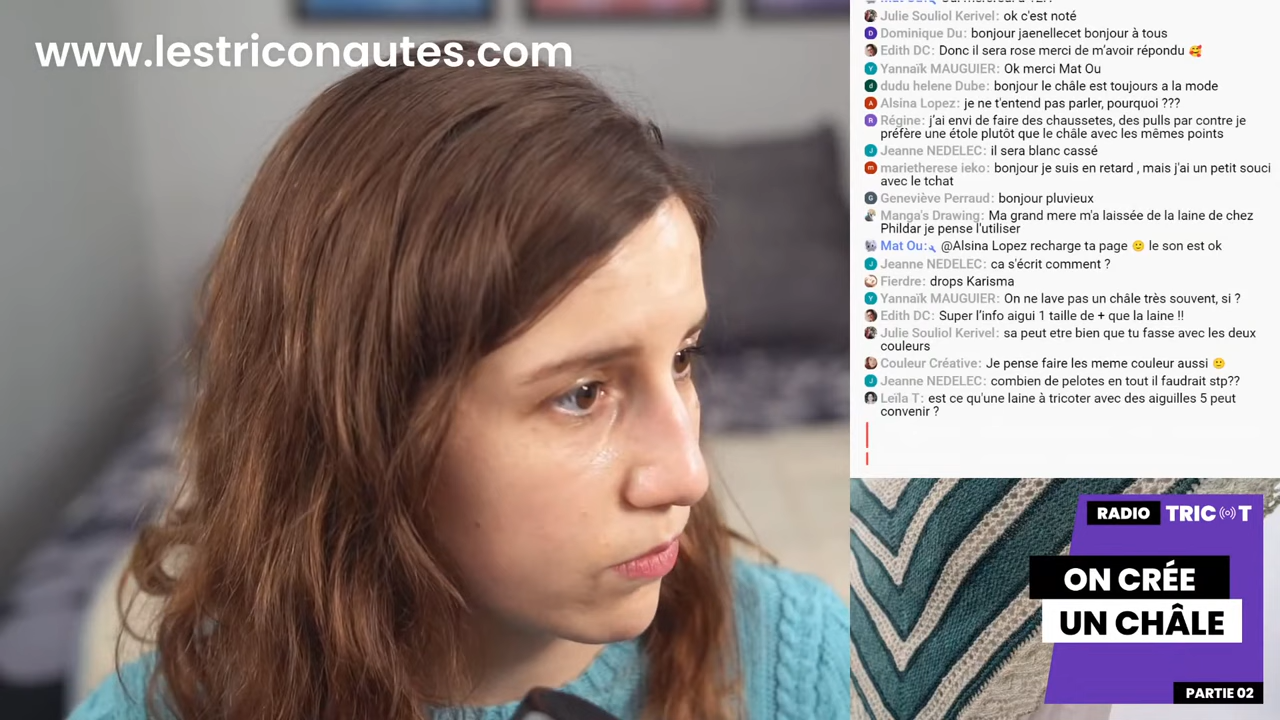 www.lestriconautes.com
Julie Souliol Kerivel: ok c'est noté
Dominique Du: bonjour jaenellecet bonjour à tous
Edith DC: Donc il sera rose merci de m'avoir répondu 🥰
Yannaïk MAUGUIER: Ok merci Mat Ou
dudu helene Dube: bonjour le châle est toujours a la mode
Alsina Lopez: je ne t'entend pas parler, pourquoi ???
Régine: j'ai envi de faire des chaussetes, des pulls par contre je
préfère une étole plutôt que le châle avec les mêmes points
Jeanne NEDELEC: il sera blanc cassé
marietherese ieko: bonjour je suis en retard , mais j'ai un petit souci
avec le tchat
Geneviève Perraud: bonjour pluvieux
Manga's Drawing: Ma grand mere m'a laissée de la laine de chez
Phildar je pense l'utiliser
Mat Ou: @Alsina Lopez recharge ta page 🙂 le son est ok
Jeanne NEDELEC: ca s'écrit comment ?
Fierdre: drops Karisma
Yannaïk MAUGUIER: On ne lave pas un châle très souvent, si ?
Edith DC: Super l'info aigui 1 taille de + que la laine !!
Julie Souliol Kerivel: sa peut etre bien que tu fasse avec les deux
couleurs
Couleur Créative: Je pense faire les meme couleur aussi 🙂
Jeanne NEDELEC: combien de pelotes en tout il faudrait stp??
Leïla T: est ce qu'une laine à tricoter avec des aiguilles 5 peut
convenir ?
RADIO TRICOT
ON CRÉE
UN CHÂLE
PARTIE 02